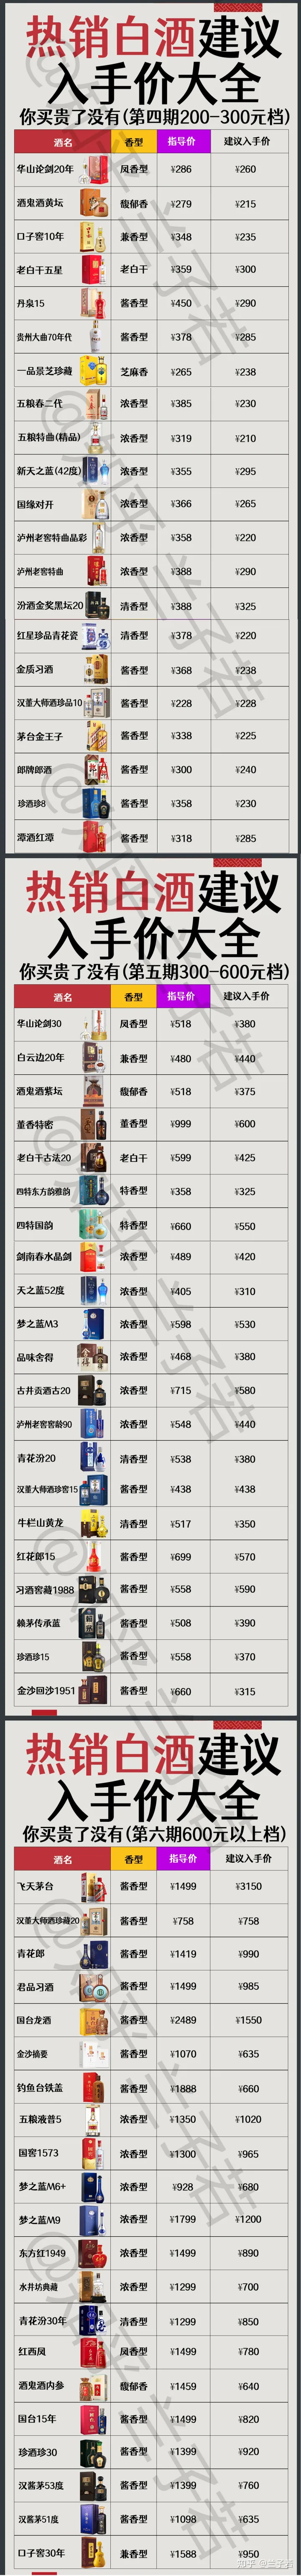 热销白酒建议
入手价大全
你买贵了没有(第四期200-300元档)
酒名 香型 指导价 建议入手价
华山论剑20年 凤香型 ¥286 ¥260
酒鬼酒黄坛 馥郁香 ¥279 ¥215
口子窖10年 兼香型 ¥348 ¥235
老白干五星 老白干 ¥359 ¥300
丹泉15 酱香型 ¥450 ¥290
贵州大曲70年代 酱香型 ¥378 ¥285
一品景芝珍藏 芝麻香 ¥265 ¥238
五粮春二代 浓香型 ¥385 ¥230
五粮特曲(精品) 浓香型 ¥319 ¥210
新天之蓝(42度) 浓香型 ¥355 ¥295
国缘对开 浓香型 ¥366 ¥265
泸州老窖特曲晶彩 浓香型 ¥358 ¥220
泸州老窖特曲 浓香型 ¥388 ¥290
汾酒金奖黑坛20 清香型 ¥388 ¥325
红星珍品青花瓷 清香型 ¥378 ¥220
金质习酒 酱香型 ¥368 ¥238
汉董大师酒珍品10 酱香型 ¥228 ¥228
茅台金王子 酱香型 ¥338 ¥225
郎牌郎酒 酱香型 ¥300 ¥240
珍酒珍8 酱香型 ¥358 ¥230
潭酒红潭 酱香型 ¥318 ¥285
热销白酒建议
入手价大全
你买贵了没有(第五期300-600元档)
酒名 香型 指导价 建议入手价
华山论剑30 凤香型 ¥518 ¥380
白云边20年 兼香型 ¥480 ¥440
酒鬼酒紫坛 馥郁香 ¥518 ¥375
董香特密 董香型 ¥999 ¥600
老白干古法20 老白干 ¥599 ¥425
四特东方韵雅韵 特香型 ¥358 ¥325
四特国韵 特香型 ¥660 ¥550
剑南春水晶剑 浓香型 ¥489 ¥420
天之蓝52度 浓香型 ¥405 ¥310
梦之蓝M3 浓香型 ¥598 ¥530
品味舍得 浓香型 ¥468 ¥380
古井贡酒古20 浓香型 ¥715 ¥580
泸州老窖窖龄90 浓香型 ¥548 ¥440
青花汾20 清香型 ¥538 ¥380
汉董大师酒珍窖15 酱香型 ¥438 ¥438
牛栏山黄龙 清香型 ¥517 ¥350
红花郎15 酱香型 ¥699 ¥570
习酒窖藏1988 酱香型 ¥558 ¥590
赖茅传承蓝 酱香型 ¥508 ¥390
珍酒珍15 酱香型 ¥558 ¥370
金沙回沙1951 酱香型 ¥660 ¥315
热销白酒建议
入手价大全
你买贵了没有(第六期600元以上档)
酒名 香型 指导价 建议入手价
飞天茅台 酱香型 ¥1499 ¥3150
汉董大师酒珍藏20 酱香型 ¥758 ¥758
青花郎 酱香型 ¥1419 ¥990
君品习酒 酱香型 ¥1499 ¥985
国台龙酒 酱香型 ¥2489 ¥1550
金沙摘要 酱香型 ¥1070 ¥635
钓鱼台铁盖 酱香型 ¥1888 ¥660
五粮液普5 浓香型 ¥1350 ¥1020
国窖1573 浓香型 ¥1300 ¥965
梦之蓝M6+ 浓香型 ¥928 ¥680
梦之蓝M9 浓香型 ¥1799 ¥1200
东方红1949 浓香型 ¥1499 ¥890
水井坊典藏 浓香型 ¥1299 ¥700
青花汾30年 清香型 ¥1299 ¥850
红西凤 凤香型 ¥1499 ¥780
酒鬼酒内参 馥郁香 ¥1459 ¥640
国台15年 酱香型 ¥1499 ¥820
珍酒珍30 酱香型 ¥1399 ¥920
汉酱茅53度 酱香型 ¥1399 ¥760
汉酱茅51度 酱香型 ¥1098 ¥635
口子窖30年 兼香型 ¥1588 ¥950
知乎 @兰子若